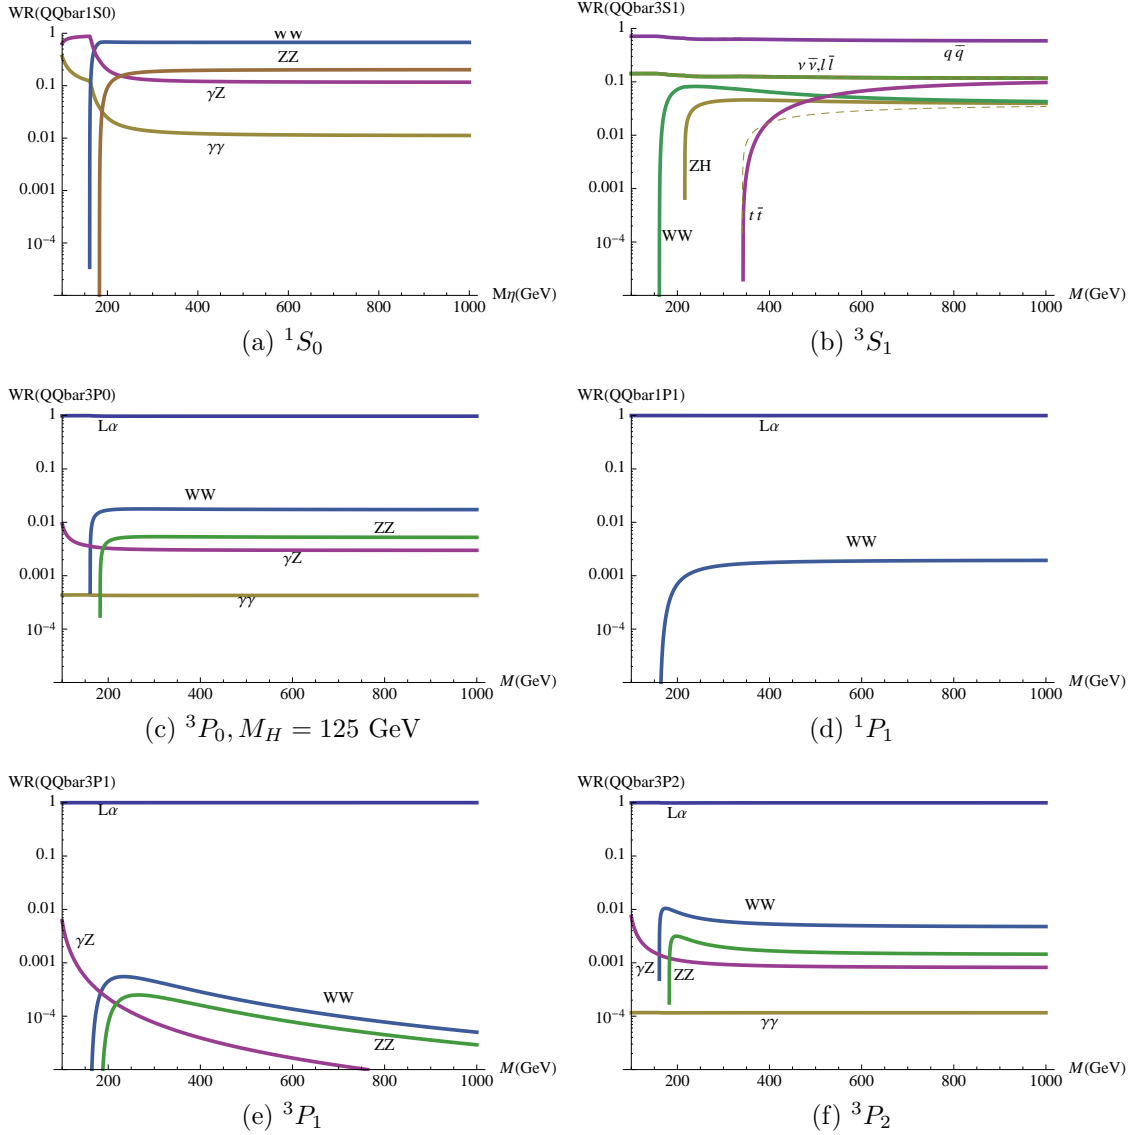 WR(QQbar1S0)
1
0.1
0.01
0.001
10⁻⁴
WW
ZZ
γZ
γγ
200 400 600 800 1000
Mη(GeV)
(a) ¹S₀
WR(QQbar3S1)
1
0.1
0.01
0.001
10⁻⁴
q q̄
ν ν̄,l l̄
ZH
t t̄
WW
200 400 600 800 1000
M(GeV)
(b) ³S₁
WR(QQbar3P0)
1
0.1
0.01
0.001
10⁻⁴
Lα
WW
ZZ
γZ
γγ
200 400 600 800 1000
M(GeV)
(c) ³P₀, M_H = 125 GeV
WR(QQbar1P1)
1
0.1
0.01
0.001
10⁻⁴
Lα
WW
200 400 600 800 1000
M(GeV)
(d) ¹P₁
WR(QQbar3P1)
1
0.1
0.01
0.001
10⁻⁴
Lα
γZ
WW
ZZ
200 400 600 800 1000
M(GeV)
(e) ³P₁
WR(QQbar3P2)
1
0.1
0.01
0.001
10⁻⁴
Lα
WW
γZ ZZ
γγ
200 400 600 800 1000
M(GeV)
(f) ³P₂